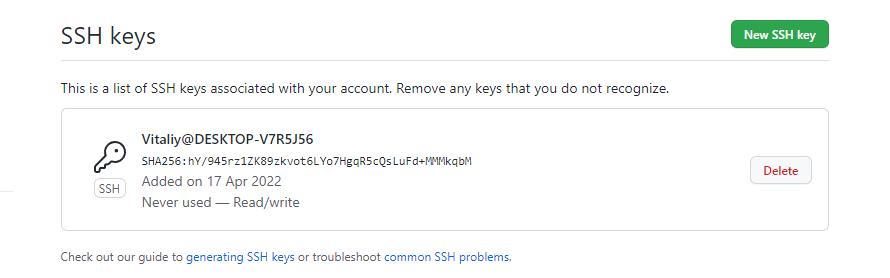 SSH keys
New SSH key
This is a list of SSH keys associated with your account. Remove any keys that you do not recognize.
Vitaliy@DESKTOP-V7R5J56
SHA256:hY/945rz1ZK89zkvot6LYo7HgqR5cQsLuFd+MMMkqbM
SSH
Added on 17 Apr 2022
Never used — Read/write
Delete
Check out our guide to generating SSH keys or troubleshoot common SSH problems.